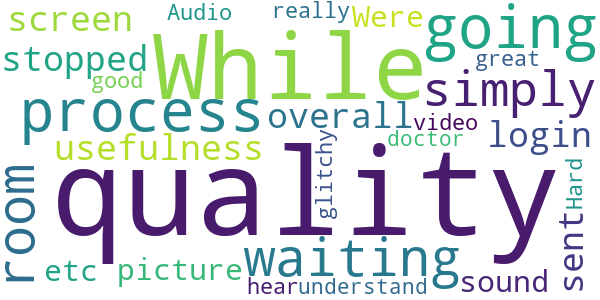 Audio
really
Were
screen
going
While
stopped
good
great
simply
process
overall
video
login
usefulness
doctor
quality
glitchy
Hard
room
sent
waiting
etc
picture
hear
understand
sound